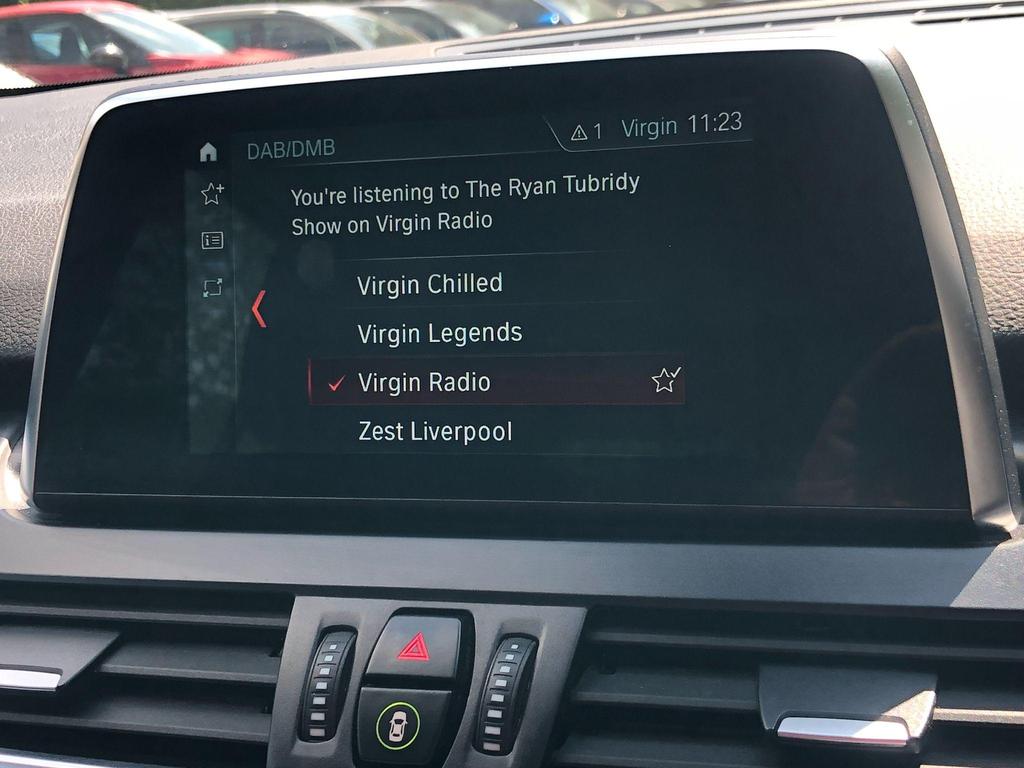 DAB/DMB
1 Virgin 11:23
You're listening to The Ryan Tubridy
Show on Virgin Radio
Virgin Chilled
Virgin Legends
Virgin Radio
Zest Liverpool